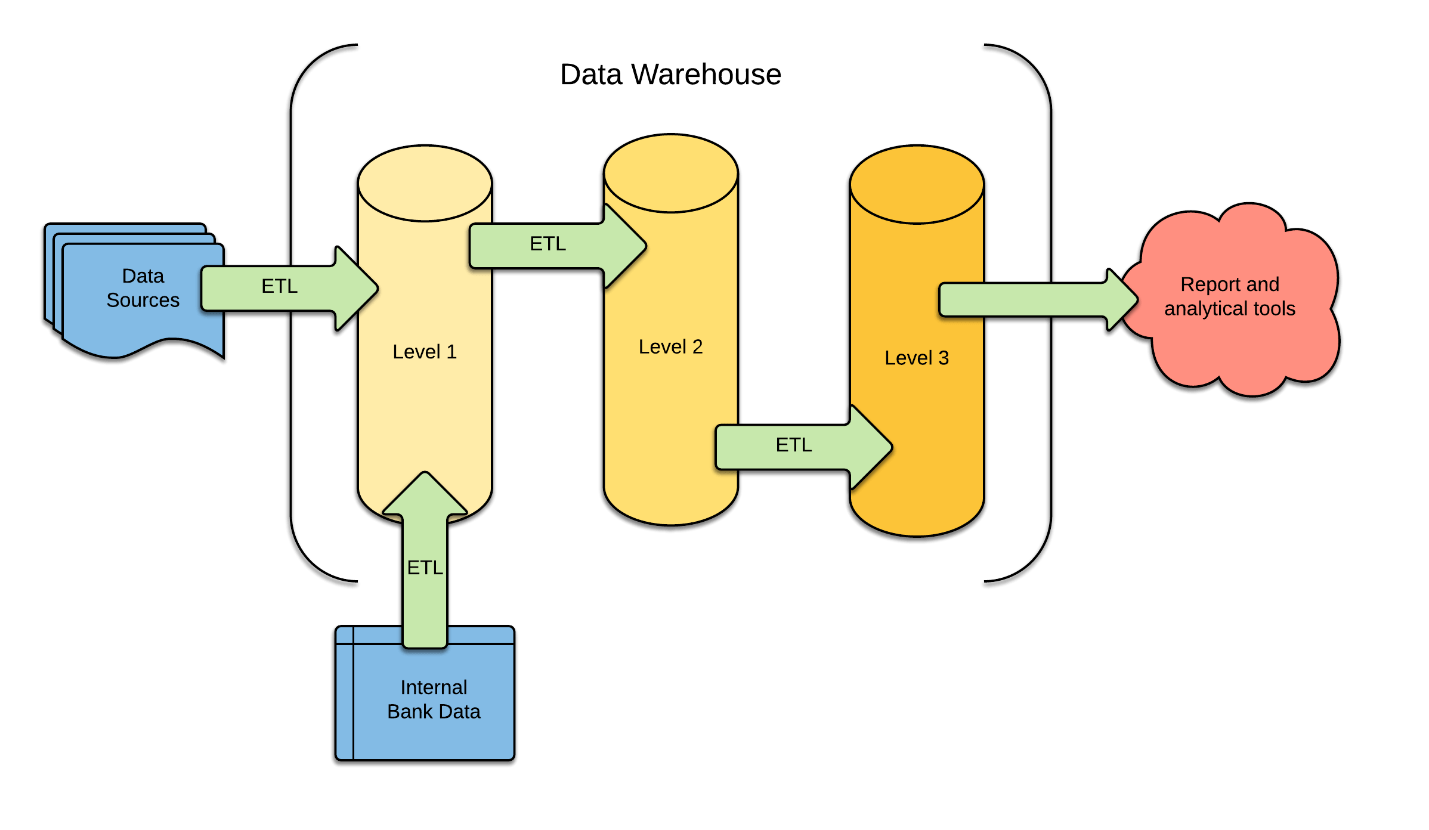 Data Warehouse
Data
Sources
ETL
Level 1
ETL
Level 2
ETL
Level 3
Report and
analytical tools
ETL
Internal
Bank Data